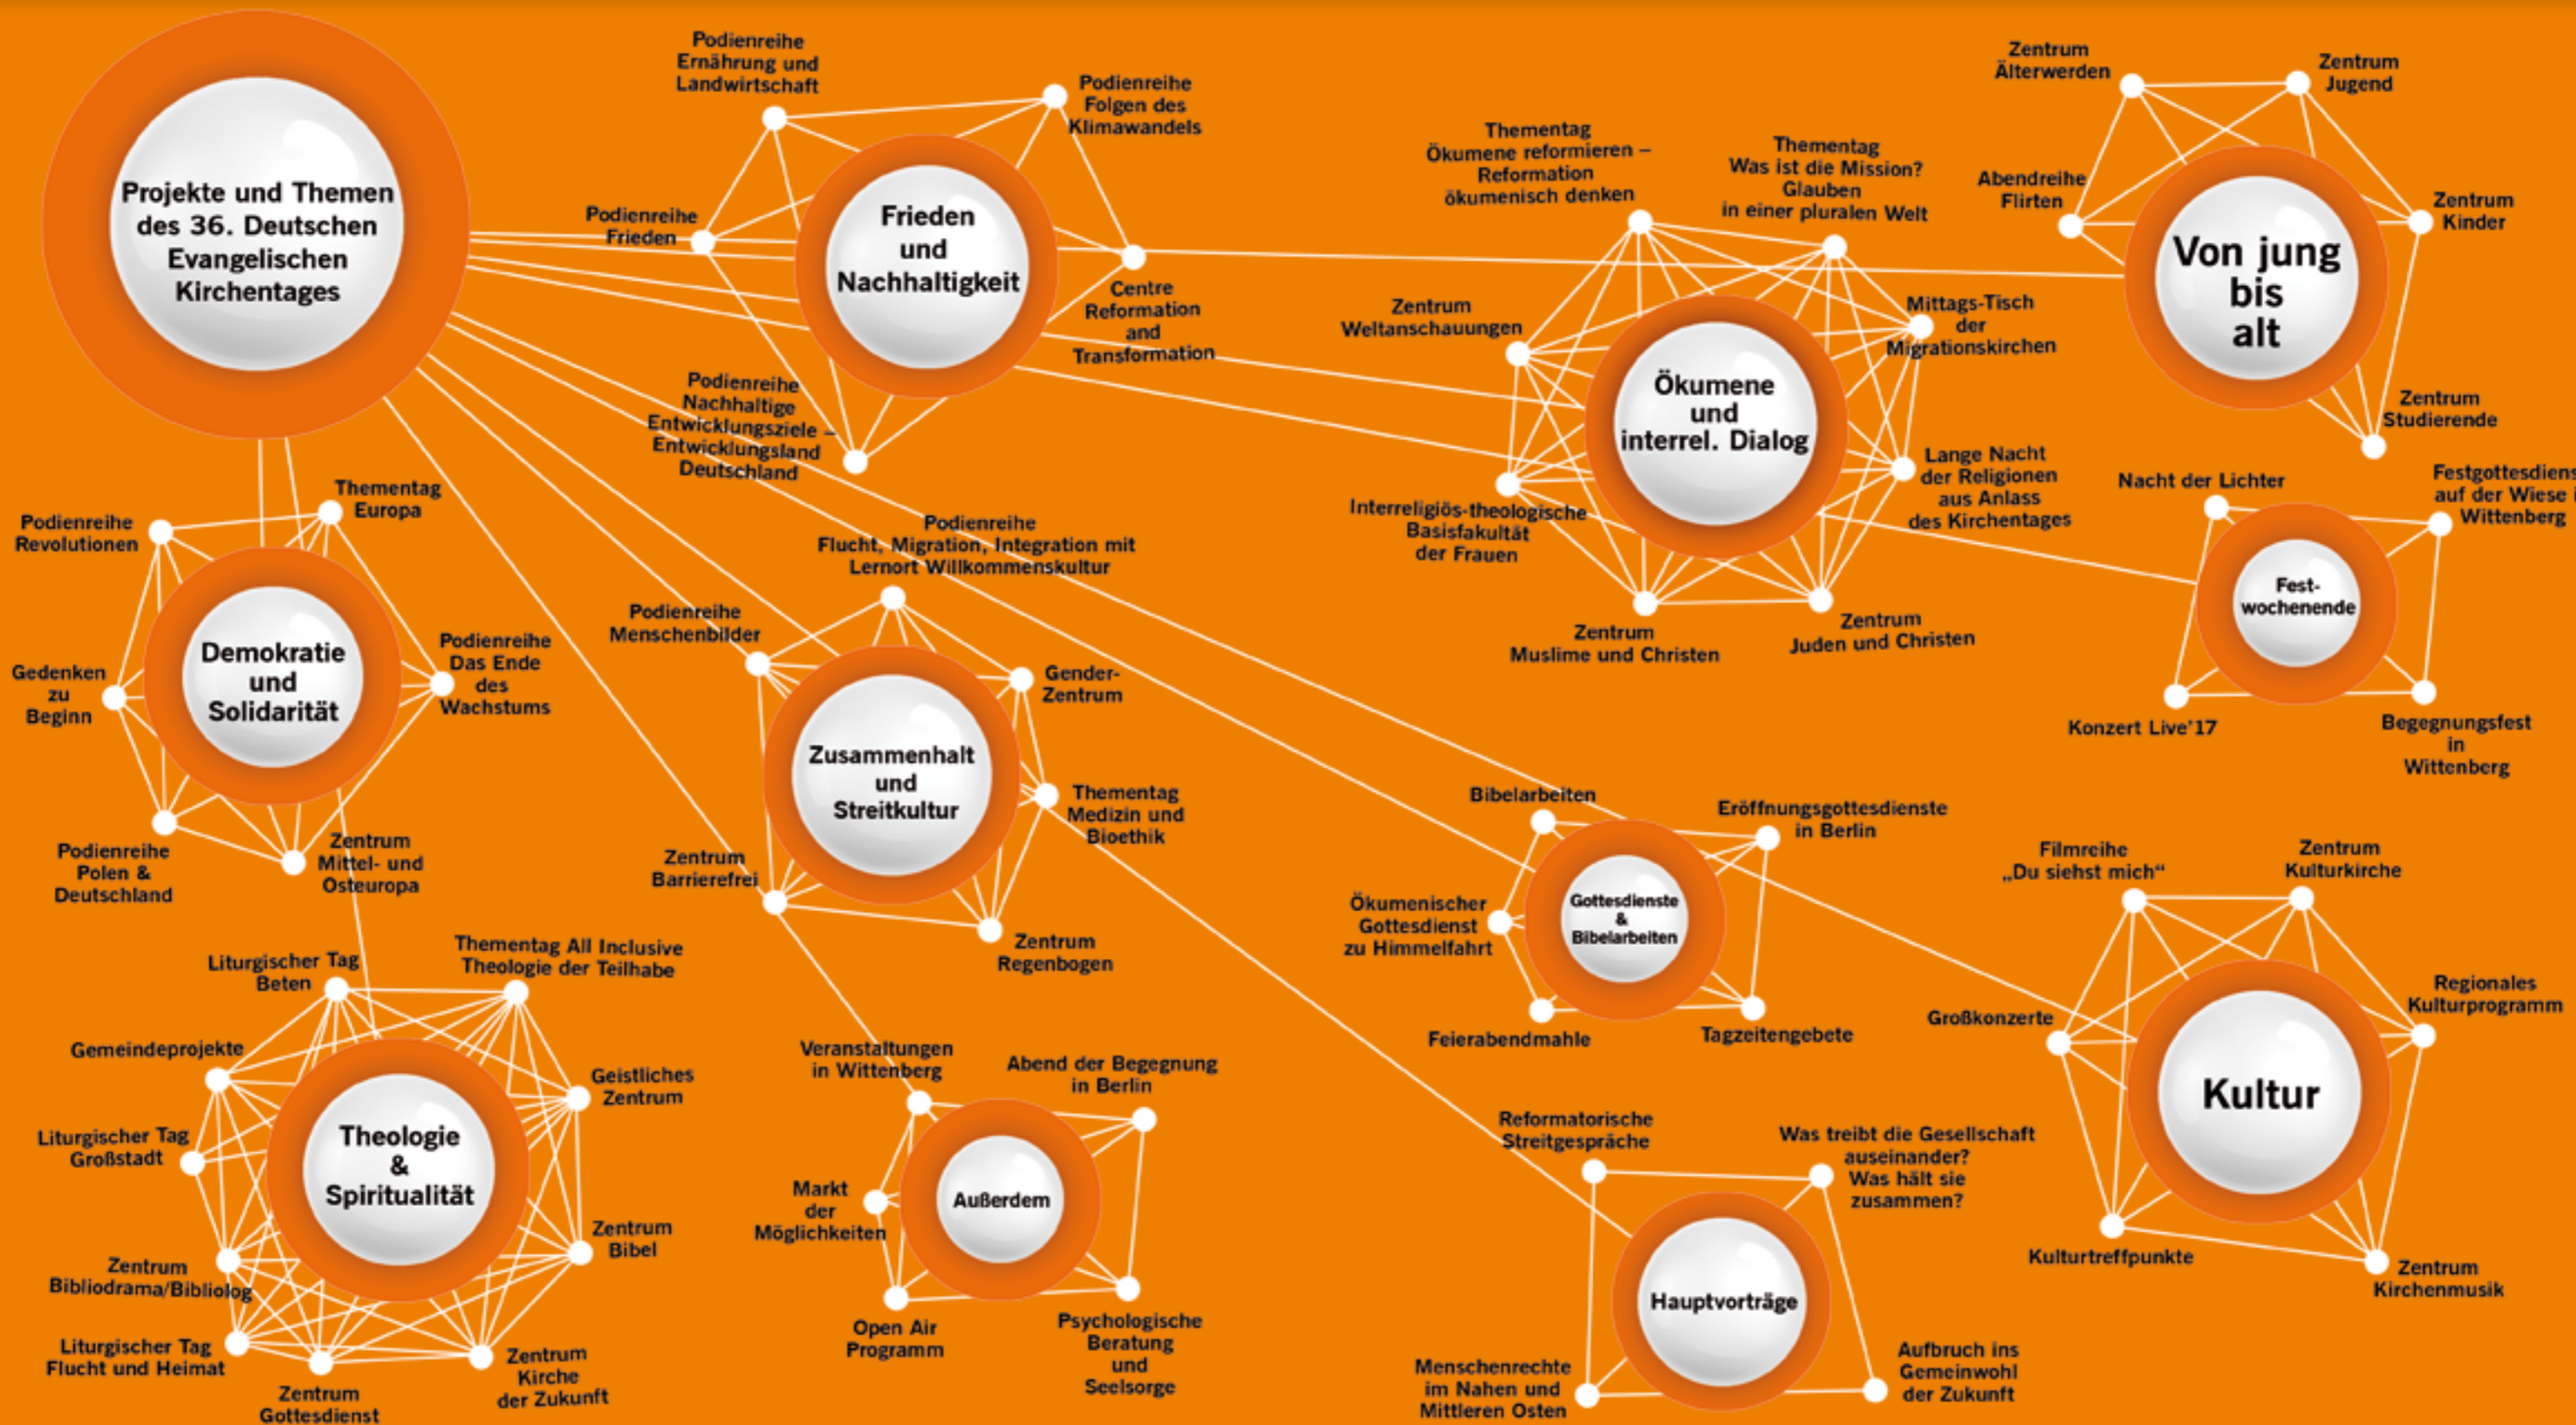 Projekte und Themen
des 36. Deutschen
Evangelischen
Kirchentages
Podienreihe
Ernährung und
Landwirtschaft
Podienreihe
Folgen des
Klimawandels
Podienreihe
Frieden
Frieden
und
Nachhaltigkeit
Centre
Reformation
and
Transformation
Podienreihe
Nachhaltige
Entwicklungsziele –
Entwicklungsland
Deutschland
Thementag
Ökumene reformieren –
Reformation
ökumenisch denken
Thementag
Was ist die Mission?
Glauben
in einer pluralen Welt
Zentrum
Weltanschauungen
Mittags-Tisch
der
Migrationskirchen
Ökumene
und
interrel. Dialog
Interreligiös-theologische
Basisfakultät
der Frauen
Lange Nacht
der Religionen
aus Anlass
des Kirchentages
Zentrum
Muslime und Christen
Zentrum
Juden und Christen
Zentrum
Älterwerden
Zentrum
Jugend
Abendreihe
Flirten
Zentrum
Kinder
Von jung
bis
alt
Zentrum
Studierende
Nacht der Lichter
Festgottesdiens
auf der Wiese i
Wittenberg
Fest-
wochenende
Konzert Live'17
Begegnungsfest
in
Wittenberg
Thementag
Europa
Podienreihe
Revolutionen
Gedenken
zu
Beginn
Demokratie
und
Solidarität
Podienreihe
Das Ende
des
Wachstums
Podienreihe
Polen &
Deutschland
Zentrum
Mittel- und
Osteuropa
Podienreihe
Flucht, Migration, Integration mit
Lernort Willkommenskultur
Podienreihe
Menschenbilder
Gender-
Zentrum
Zusammenhalt
und
Streitkultur
Thementag
Medizin und
Bioethik
Zentrum
Barrierefrei
Zentrum
Regenbogen
Bibelarbeiten
Eröffnungsgottesdienste
in Berlin
Ökumenischer
Gottesdienst
zu Himmelfahrt
Gottesdienste
&
Bibelarbeiten
Feierabendmahle
Tagzeitengebete
Filmreihe
„Du siehst mich“
Zentrum
Kulturkirche
Großkonzerte
Regionales
Kulturprogramm
Kultur
Kulturtreffpunkte
Zentrum
Kirchenmusik
Liturgischer Tag
Beten
Thementag All Inclusive
Theologie der Teilhabe
Gemeindeprojekte
Geistliches
Zentrum
Liturgischer Tag
Großstadt
Theologie
&
Spiritualität
Zentrum
Bibel
Zentrum
Bibliodrama/Bibliolog
Liturgischer Tag
Flucht und Heimat
Zentrum
Gottesdienst
Zentrum
Kirche
der Zukunft
Veranstaltungen
in Wittenberg
Abend der Begegnung
in Berlin
Markt
der
Möglichkeiten
Außerdem
Open Air
Programm
Psychologische
Beratung
und
Seelsorge
Reformatorische
Streitgespräche
Was treibt die Gesellschaft
auseinander?
Was hält sie
zusammen?
Hauptvorträge
Menschenrechte
im Nahen und
Mittleren Osten
Aufbruch ins
Gemeinwohl
der Zukunft